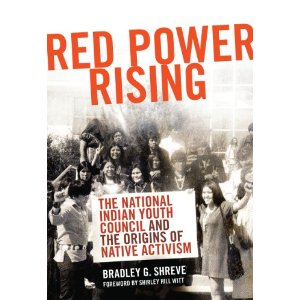 RED POWER
RISING
THE NATIONAL
INDIAN YOUTH
COUNCIL AND
THE ORIGINS OF
NATIVE ACTIVISM
BRADLEY G. SHREVE
FOREWORD BY SHIRLEY HILL WITT